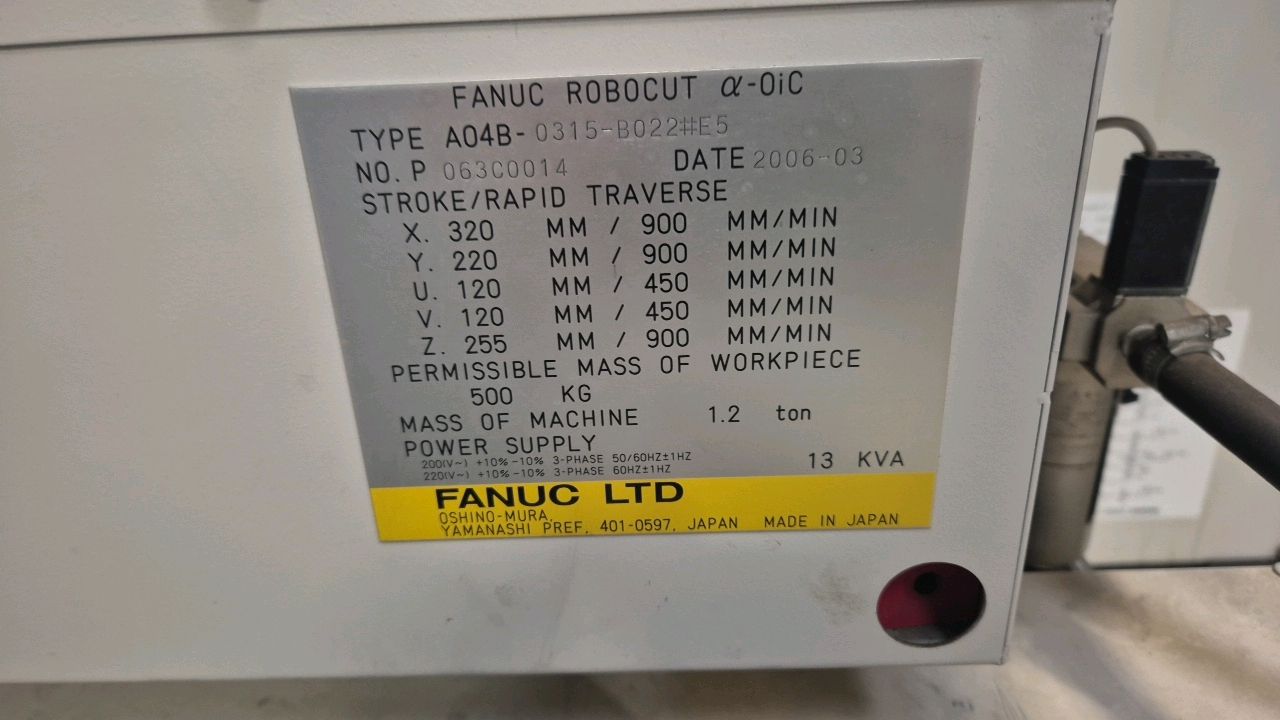 FANUC ROBOCUT α-0iC
TYPE A04B-0315-B022#E5
NO. P 063C0014 DATE 2006-03
STROKE/RAPID TRAVERSE
X. 320 MM / 900 MM/MIN
Y. 220 MM / 900 MM/MIN
U. 120 MM / 450 MM/MIN
V. 120 MM / 450 MM/MIN
Z. 255 MM / 900 MM/MIN
PERMISSIBLE MASS OF WORKPIECE
500 KG
MASS OF MACHINE 1.2 ton
POWER SUPPLY
200(V~) +10% -10% 3-PHASE 50/60HZ±1HZ 13 KVA
220(V~) +10% -10% 3-PHASE 60HZ±1HZ
FANUC LTD
OSHINO-MURA,
YAMANASHI PREF. 401-0597, JAPAN MADE IN JAPAN